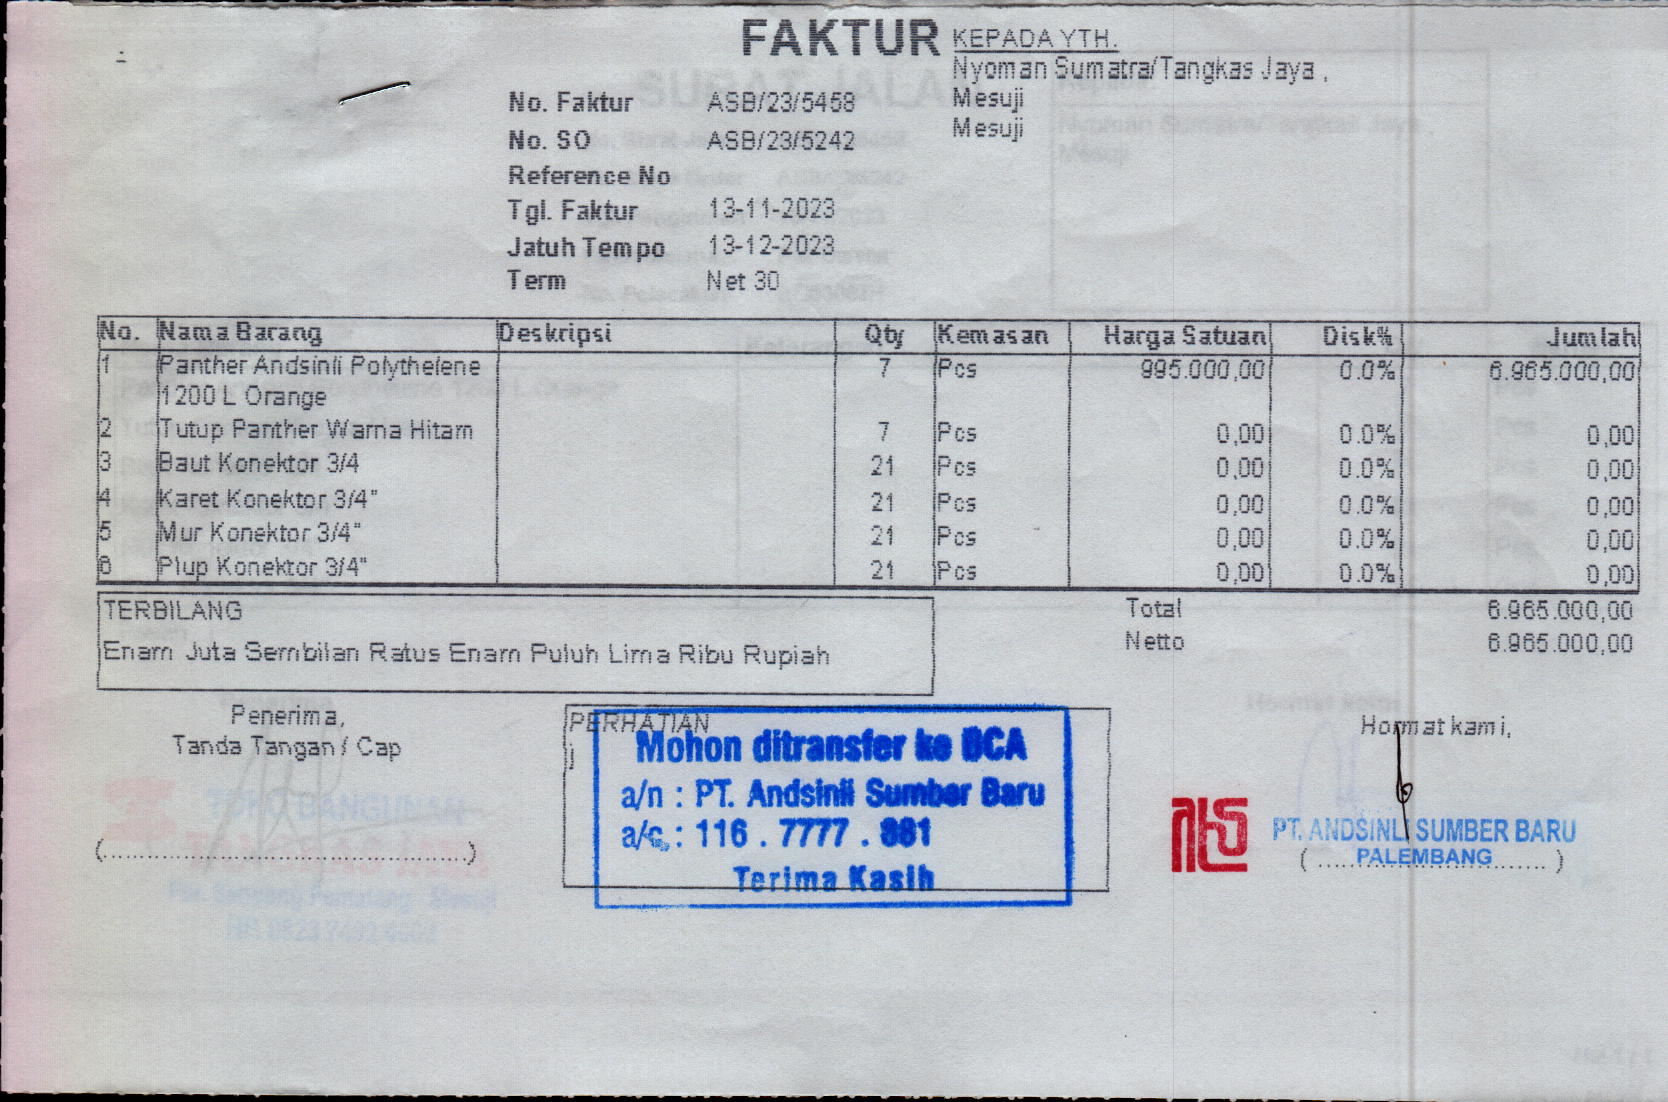 FAKTUR
KEPADA YTH.
Nyoman Sumatra/Tangkas Jaya ,
Mesuji
Mesuji
No. Faktur ASB/23/5458
No. SO ASB/23/5242
Reference No
Tgl. Faktur 13-11-2023
Jatuh Tempo 13-12-2023
Term Net 30
No. Nama Barang Deskripsi Qty Kemasan Harga Satuan Disk% Jumlah
1 Panther Andsinli Polythelene 7 Pcs 995.000,00 0.0% 6.965.000,00
1200 L Orange
2 Tutup Panther Warna Hitam 7 Pcs 0,00 0.0% 0,00
3 Baut Konektor 3/4 21 Pcs 0,00 0.0% 0,00
4 Karet Konektor 3/4" 21 Pcs 0,00 0.0% 0,00
5 Mur Konektor 3/4" 21 Pcs 0,00 0.0% 0,00
6 Plup Konektor 3/4" 21 Pcs 0,00 0.0% 0,00
TERBILANG
Enam Juta Sembilan Ratus Enam Puluh Lima Ribu Rupiah
Total 6.965.000,00
Netto 6.965.000,00
Penerima,
Tanda Tangan / Cap
(..................................................)
PERHATIAN
j
Mohon ditransfer ke BCA
a/n : PT. Andsinli Sumber Baru
a/c. : 116 . 7777 . 881
Terima Kasih
Hormat kami,
PT. ANDSINLI SUMBER BARU
PALEMBANG
TOKO BANGUNAN
TANGKAS JAYA